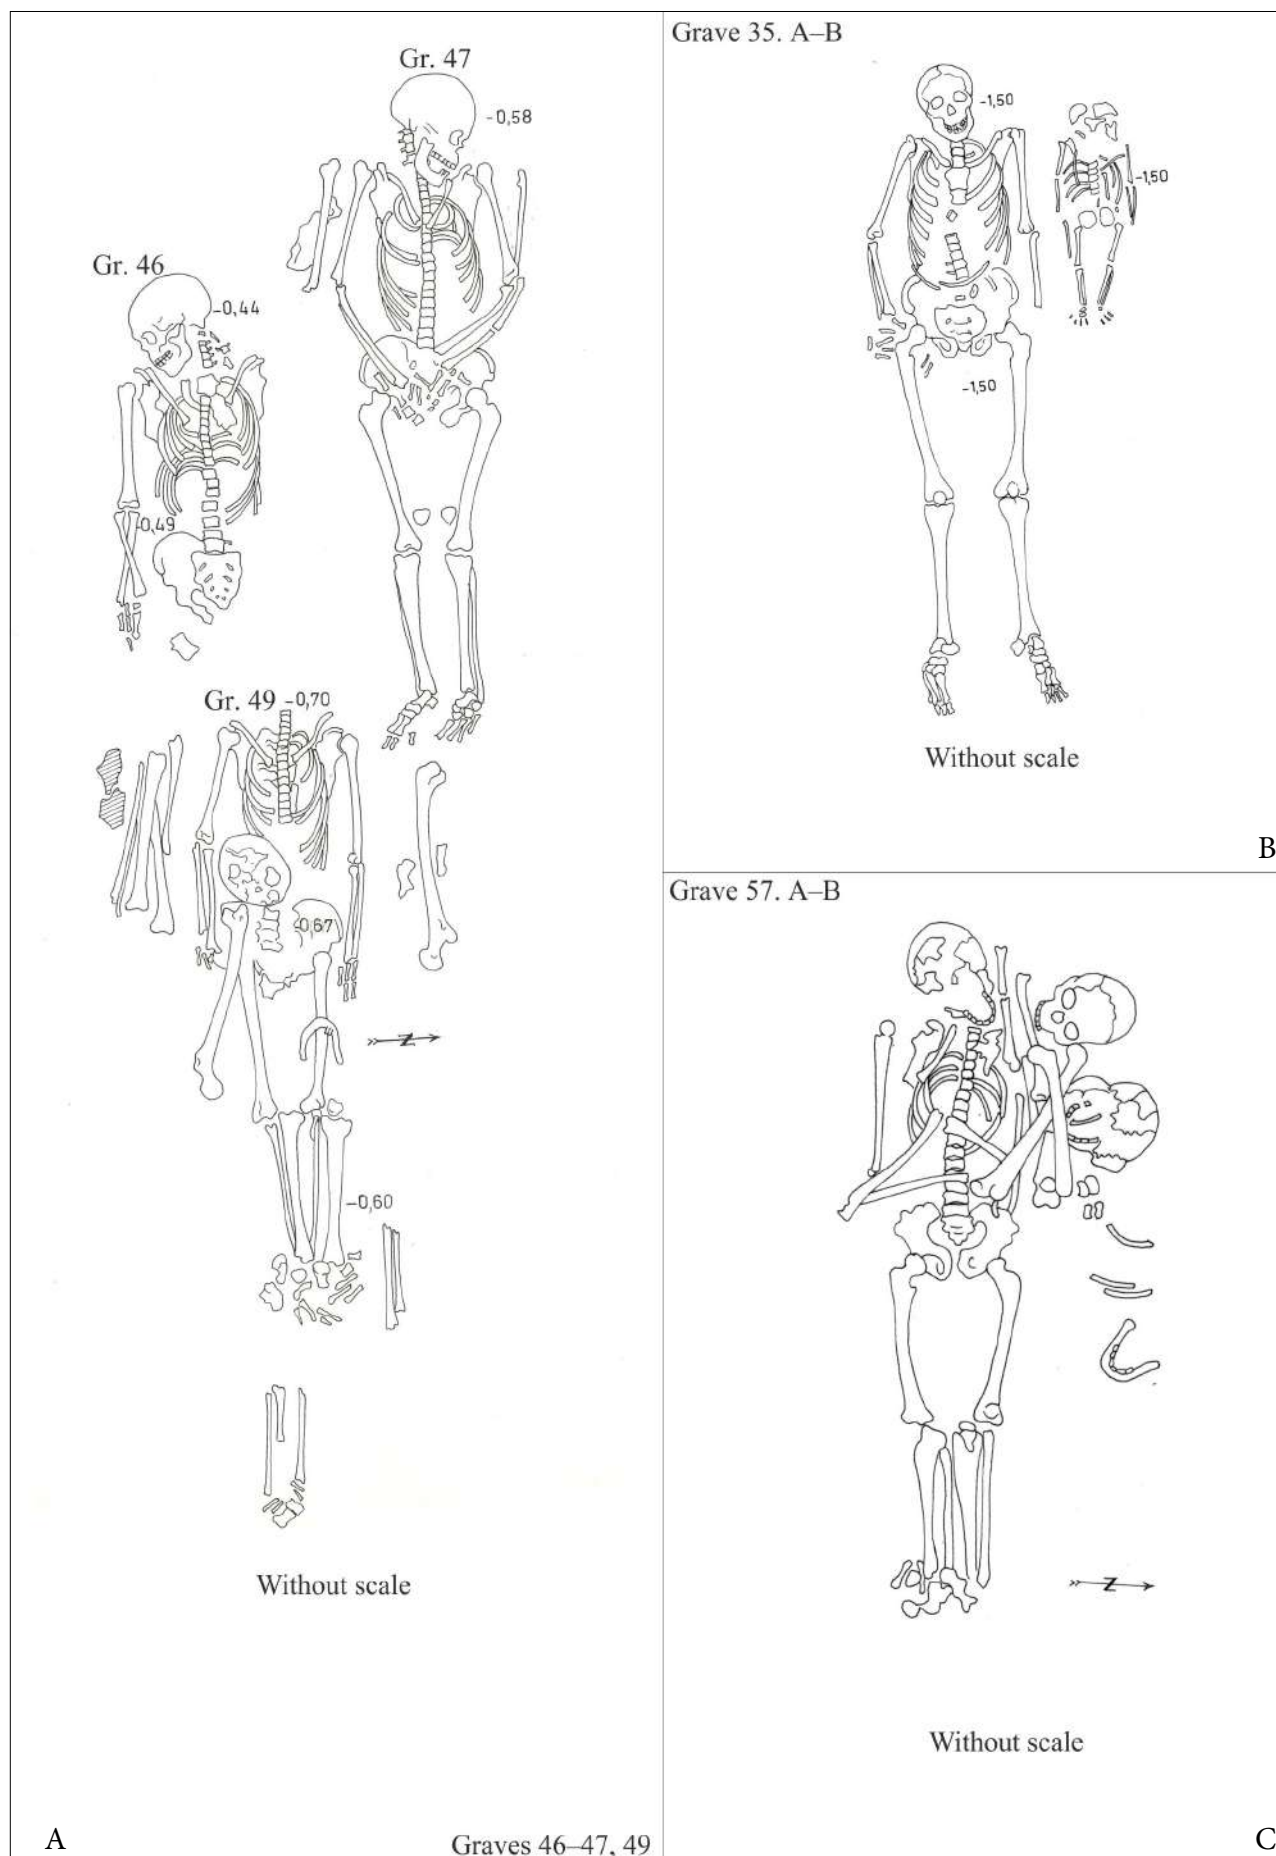 Gr. 47
-0,58
Gr. 46
-0,44
-0,49
Gr. 49 -0,70
-0,67
Z
-0,60
Without scale
A
Graves 46–47, 49
Grave 35. A–B
-1,50
-1,50
-1,50
Without scale
B
Grave 57. A–B
Z
Without scale
C